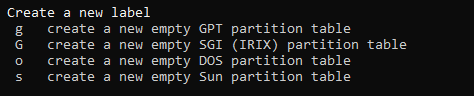 Create a new label
g create a new empty GPT partition table
G create a new empty SGI (IRIX) partition table
o create a new empty DOS partition table
s create a new empty Sun partition table